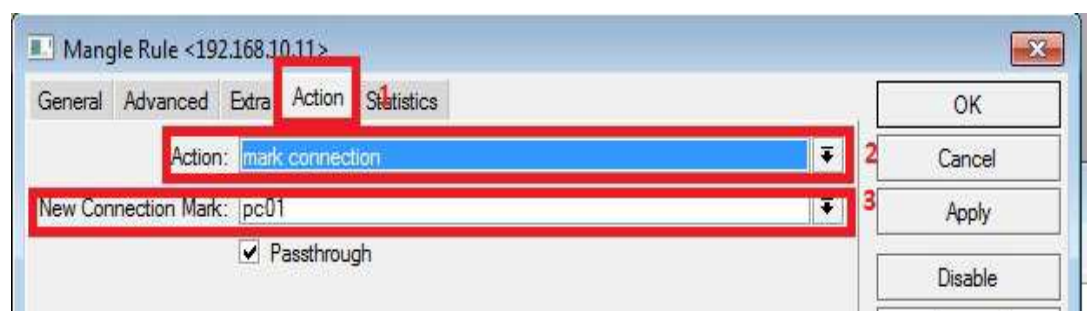 Mangle Rule <192.168.10.11>
General Advanced Extra Action 1 Statistics
OK
Action: mark connection 2
Cancel
New Connection Mark: pc01 3
Apply
Passthrough
Disable